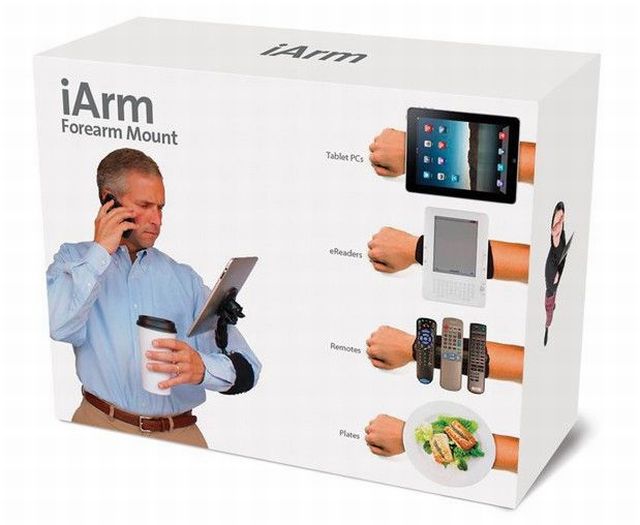 iArm
iArm
Forearm Mount
Tablet PCs
eReaders
Remotes
Plates